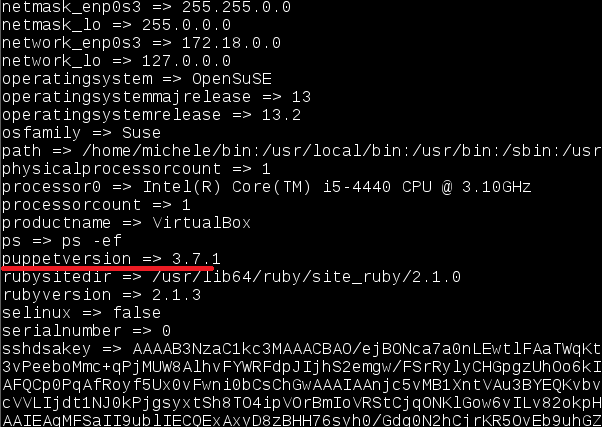 netmask_enp0s3 => 255.255.0.0
netmask_lo => 255.0.0.0
network_enp0s3 => 172.18.0.0
network_lo => 127.0.0.0
operatingsystem => OpenSuSE
operatingsystemmajrelease => 13
operatingsystemrelease => 13.2
osfamily => Suse
path => /home/michele/bin:/usr/local/bin:/usr/bin:/sbin:/usr
physicalprocessorcount => 1
processor0 => Intel(R) Core(TM) i5-4440 CPU @ 3.10GHz
processorcount => 1
productname => VirtualBox
ps => ps -ef
puppetversion => 3.7.1
rubysitedir => /usr/lib64/ruby/site_ruby/2.1.0
rubyversion => 2.1.3
selinux => false
serialnumber => 0
sshdsakey => AAAAB3NzaC1kc3MAAACBAO/ejBONca7a0nLEwtlFAaTWqKt
3vPeeboMmc+qPjMUW8AlhvFYWRFdpJIjhS2emgw/FSrRylyCHGpgzUhOo6kI
AFQCp0PqAfRoyf5Ux0vFwni0bCsChGwAAAIAAnjc5vMB1XntVAu3BYEQKvbv
cVVLIjdt1NJ0kPjgsyxtSh8TO4ipVOrBmIoVRStCjqONKlGow6vILv82okpH
AAIEAgMFSaII9ublIECQExAxyD8zBHH76syh0/Gdg0N2hCjrKR5OyEb9uhGZ